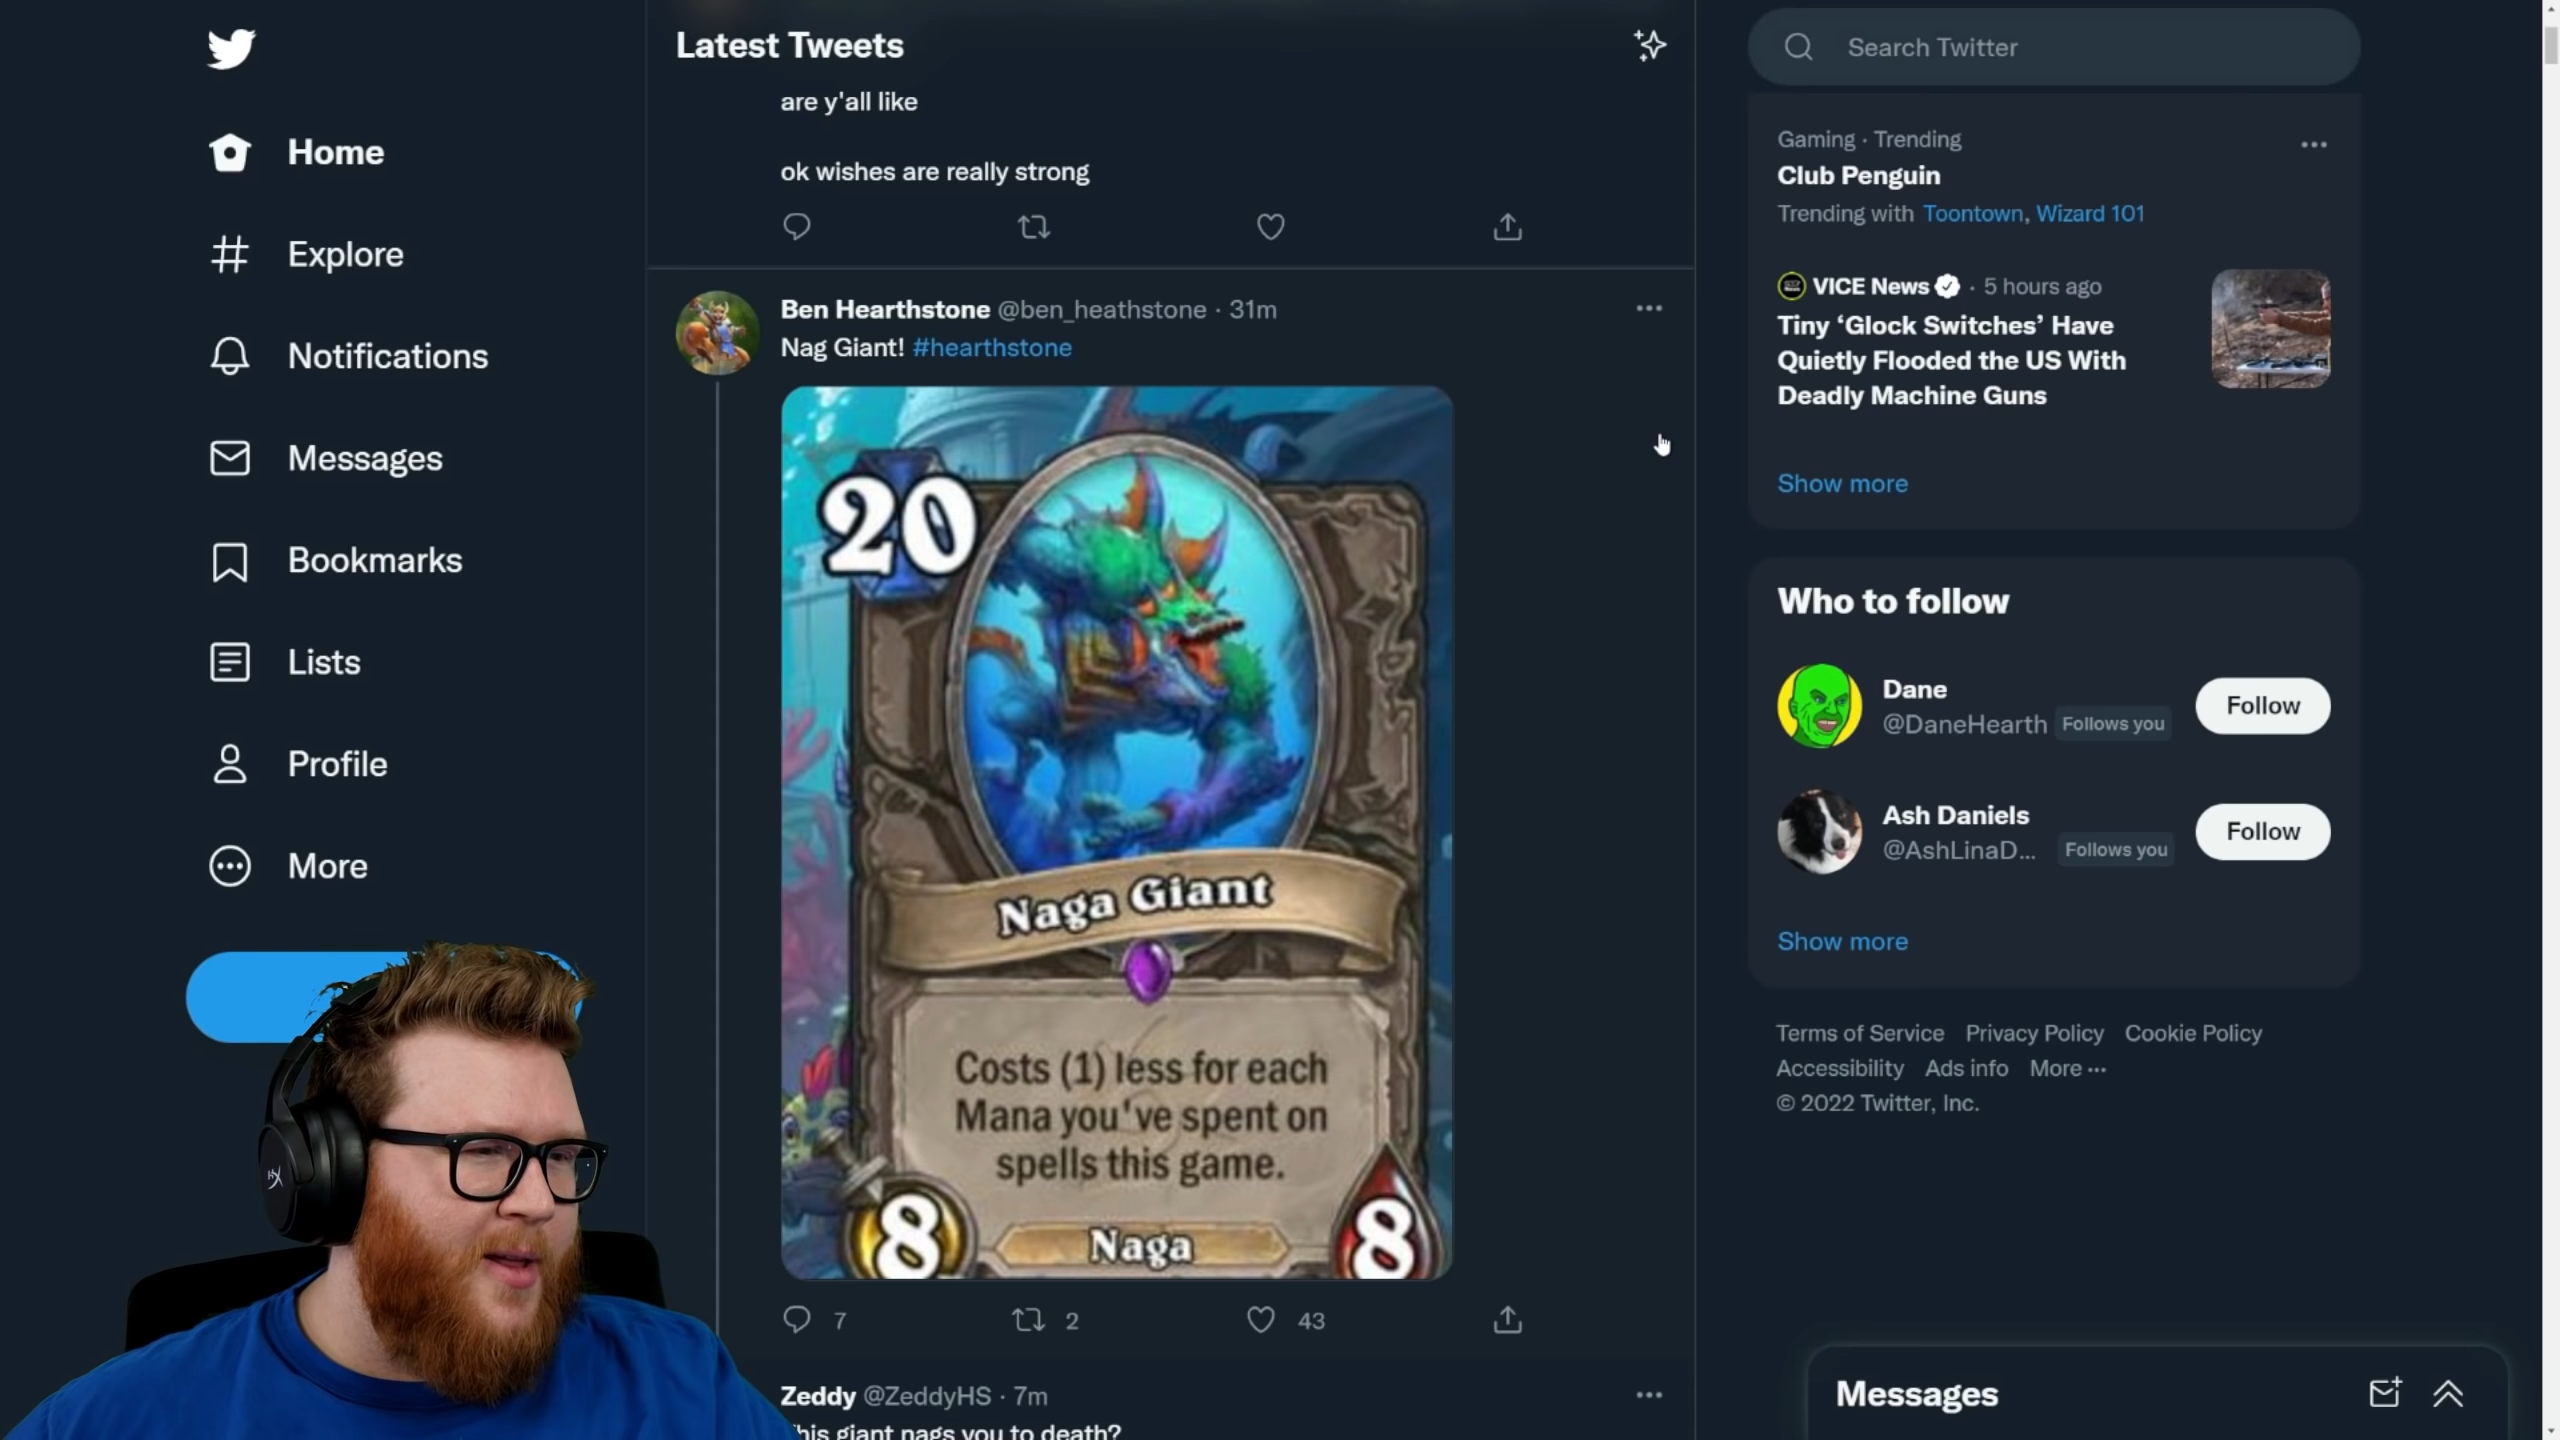 Latest Tweets
Search Twitter
are y'all like
ok wishes are really strong
Home
Explore
Notifications
Messages
Bookmarks
Lists
Profile
More
Ben Hearthstone @ben_heathstone · 31m
Nag Giant! #hearthstone
20
Naga Giant
Costs (1) less for each
Mana you've spent on
spells this game.
8
Naga
8
7
2
43
Zeddy @ZeddyHS · 7m
his giant nags you to death?
Gaming · Trending
Club Penguin
Trending with Toontown, Wizard 101
VICE News · 5 hours ago
Tiny ‘Glock Switches’ Have
Quietly Flooded the US With
Deadly Machine Guns
Show more
Who to follow
Dane
@DaneHearth Follows you
Follow
Ash Daniels
@AshLinaD... Follows you
Follow
Show more
Terms of Service Privacy Policy Cookie Policy
Accessibility Ads info More ···
© 2022 Twitter, Inc.
Messages
HX